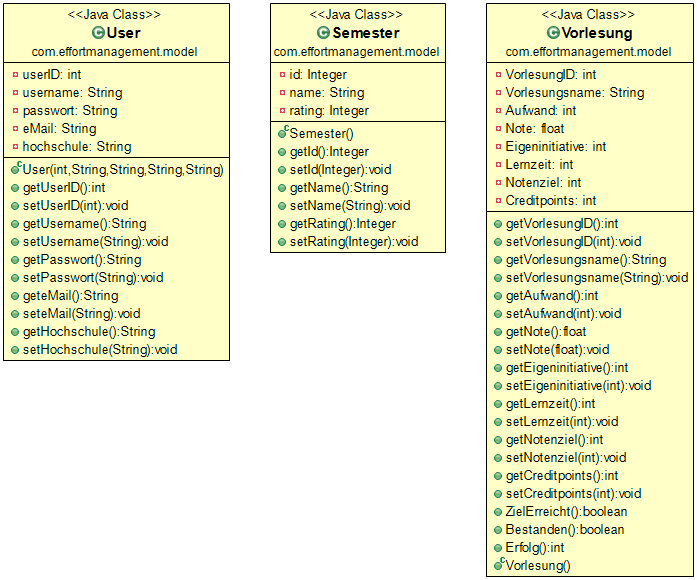 <<Java Class>>
User
com.effortmanagement.model
userID: int
username: String
passwort: String
eMail: String
hochschule: String
User(int,String,String,String,String)
getUserID():int
setUserID(int):void
getUsername():String
setUsername(String):void
getPasswort():String
setPasswort(String):void
geteMail():String
seteMail(String):void
getHochschule():String
setHochschule(String):void
<<Java Class>>
Semester
com.effortmanagement.model
id: Integer
name: String
rating: Integer
Semester()
getId():Integer
setId(Integer):void
getName():String
setName(String):void
getRating():Integer
setRating(Integer):void
<<Java Class>>
Vorlesung
com.effortmanagement.model
VorlesungID: int
Vorlesungsname: String
Aufwand: int
Note: float
Eigeninitiative: int
Lernzeit: int
Notenziel: int
Creditpoints: int
getVorlesungID():int
setVorlesungID(int):void
getVorlesungsname():String
setVorlesungsname(String):void
getAufwand():int
setAufwand(int):void
getNote():float
setNote(float):void
getEigeninitiative():int
setEigeninitiative(int):void
getLernzeit():int
setLernzeit(int):void
getNotenziel():int
setNotenziel(int):void
getCreditpoints():int
setCreditpoints(int):void
ZielErreicht():boolean
Bestanden():boolean
Erfolg():int
Vorlesung()